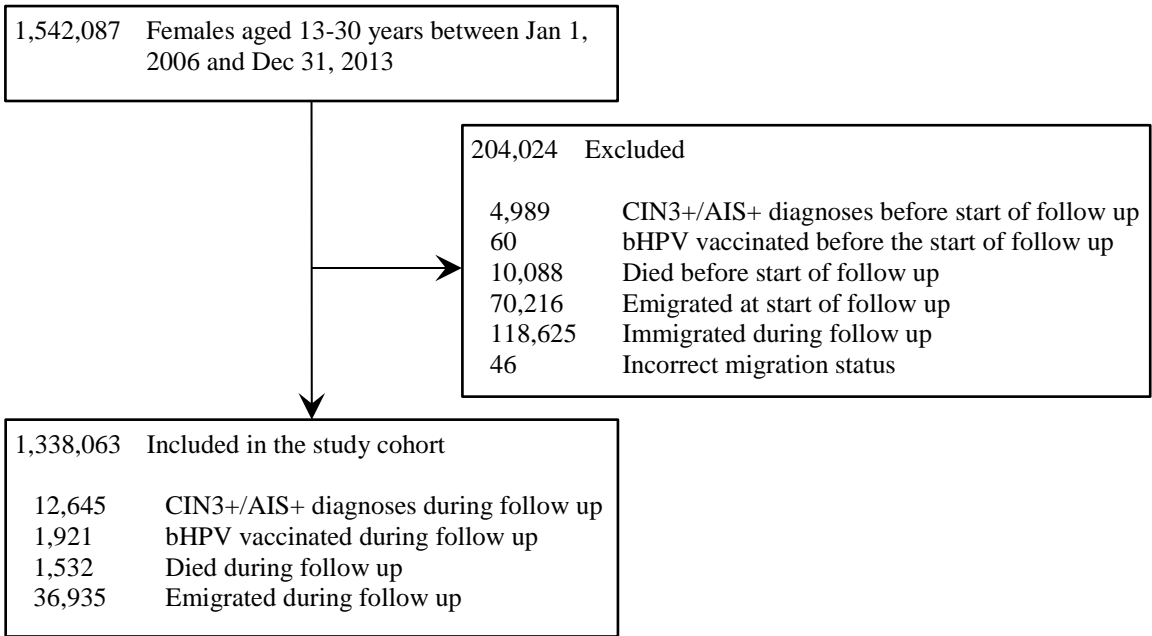 1,542,087 Females aged 13-30 years between Jan 1,
2006 and Dec 31, 2013
204,024 Excluded
4,989 CIN3+/AIS+ diagnoses before start of follow up
60 bHPV vaccinated before the start of follow up
10,088 Died before start of follow up
70,216 Emigrated at start of follow up
118,625 Immigrated during follow up
46 Incorrect migration status
1,338,063 Included in the study cohort
12,645 CIN3+/AIS+ diagnoses during follow up
1,921 bHPV vaccinated during follow up
1,532 Died during follow up
36,935 Emigrated during follow up